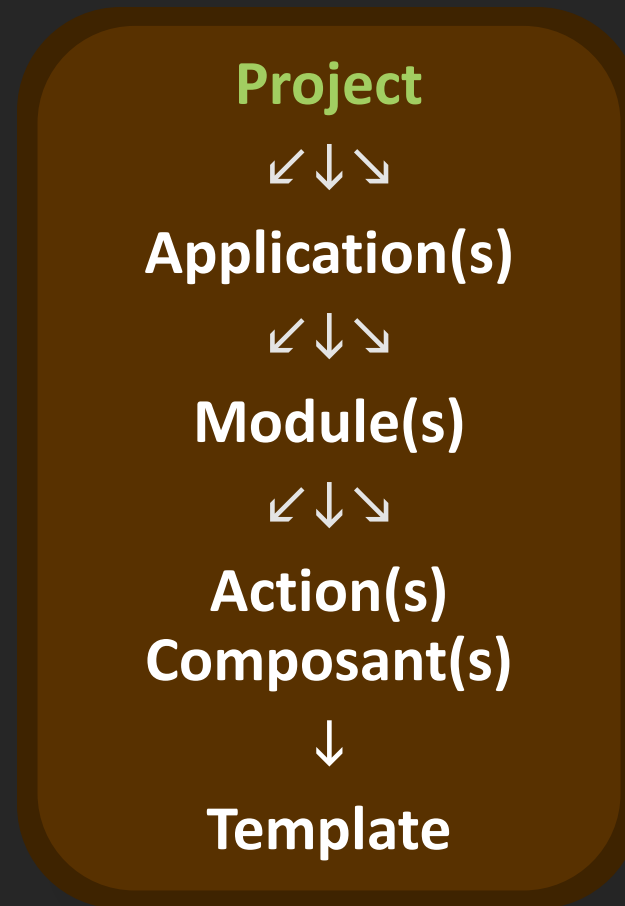 Project
↙↓↘
Application(s)
↙↓↘
Module(s)
↙↓↘
Action(s)
Composant(s)
↓
Template